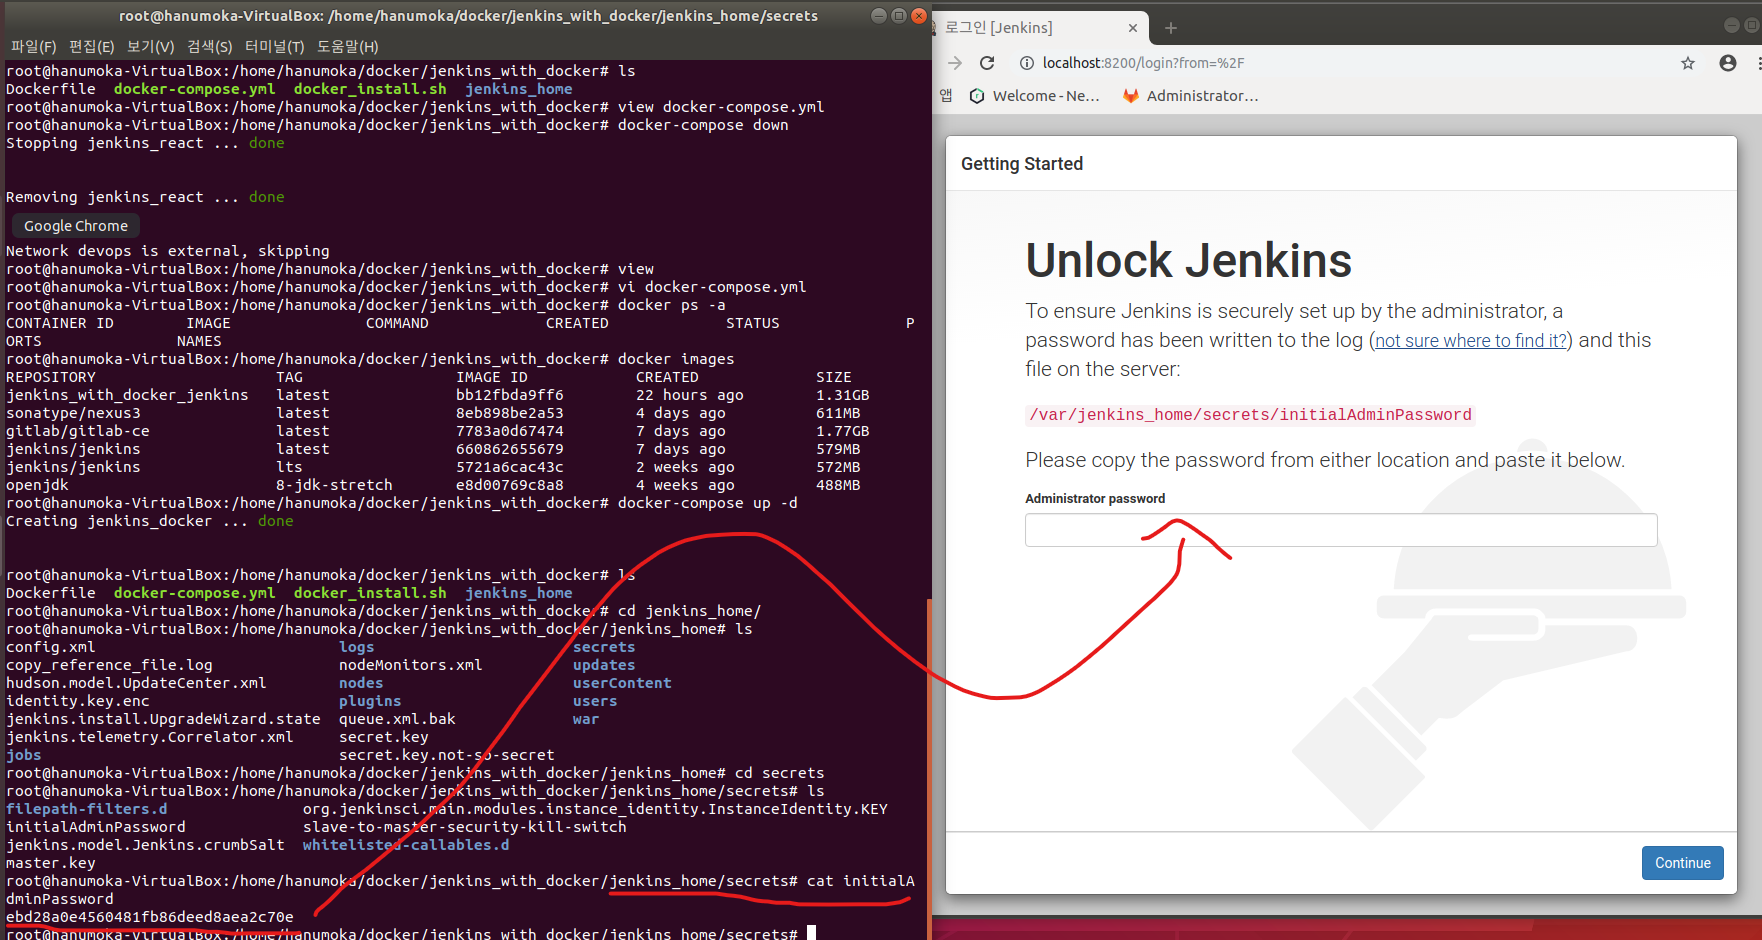 root@hanumoka-VirtualBox: /home/hanumoka/docker/jenkins_with_docker/jenkins_home/secrets
파일(F) 편집(E) 보기(V) 검색(S) 터미널(T) 도움말(H)
root@hanumoka-VirtualBox:/home/hanumoka/docker/jenkins_with_docker# ls
Dockerfile docker-compose.yml docker_install.sh jenkins_home
root@hanumoka-VirtualBox:/home/hanumoka/docker/jenkins_with_docker# view docker-compose.yml
root@hanumoka-VirtualBox:/home/hanumoka/docker/jenkins_with_docker# docker-compose down
Stopping jenkins_react ... done
Removing jenkins_react ... done
Google Chrome
Network devops is external, skipping
root@hanumoka-VirtualBox:/home/hanumoka/docker/jenkins_with_docker# view
root@hanumoka-VirtualBox:/home/hanumoka/docker/jenkins_with_docker# vi docker-compose.yml
root@hanumoka-VirtualBox:/home/hanumoka/docker/jenkins_with_docker# docker ps -a
CONTAINER ID IMAGE COMMAND CREATED STATUS P
ORTS NAMES
root@hanumoka-VirtualBox:/home/hanumoka/docker/jenkins_with_docker# docker images
REPOSITORY TAG IMAGE ID CREATED SIZE
jenkins_with_docker_jenkins latest bb12fbda9ff6 22 hours ago 1.31GB
sonatype/nexus3 latest 8eb898be2a53 4 days ago 611MB
gitlab/gitlab-ce latest 7783a0d67474 7 days ago 1.77GB
jenkins/jenkins latest 660862655679 7 days ago 579MB
jenkins/jenkins lts 5721a6cac43c 2 weeks ago 572MB
openjdk 8-jdk-stretch e8d00769c8a8 4 weeks ago 488MB
root@hanumoka-VirtualBox:/home/hanumoka/docker/jenkins_with_docker# docker-compose up -d
Creating jenkins_docker ... done
root@hanumoka-VirtualBox:/home/hanumoka/docker/jenkins_with_docker# ls
Dockerfile docker-compose.yml docker_install.sh jenkins_home
root@hanumoka-VirtualBox:/home/hanumoka/docker/jenkins_with_docker# cd jenkins_home/
root@hanumoka-VirtualBox:/home/hanumoka/docker/jenkins_with_docker/jenkins_home# ls
config.xml logs secrets
copy_reference_file.log nodeMonitors.xml updates
hudson.model.UpdateCenter.xml nodes userContent
identity.key.enc plugins users
jenkins.install.UpgradeWizard.state queue.xml.bak war
jenkins.telemetry.Correlator.xml secret.key
jobs secret.key.not-so-secret
root@hanumoka-VirtualBox:/home/hanumoka/docker/jenkins_with_docker/jenkins_home# cd secrets
root@hanumoka-VirtualBox:/home/hanumoka/docker/jenkins_with_docker/jenkins_home/secrets# ls
filepath-filters.d org.jenkinsci.main.modules.instance_identity.InstanceIdentity.KEY
initialAdminPassword slave-to-master-security-kill-switch
jenkins.model.Jenkins.crumbSalt whitelisted-callables.d
master.key
root@hanumoka-VirtualBox:/home/hanumoka/docker/jenkins_with_docker/jenkins_home/secrets# cat initialA
dminPassword
ebd28a0e4560481fb86deed8aea2c70e
root@hanumoka-VirtualBox:/home/hanumoka/docker/jenkins_with_docker/jenkins_home/secrets#
로그인 [Jenkins]
localhost:8200/login?from=%2F
앱 Welcome - Ne... Administrator...
Getting Started
Unlock Jenkins
To ensure Jenkins is securely set up by the administrator, a
password has been written to the log (not sure where to find it?) and this
file on the server:
/var/jenkins_home/secrets/initialAdminPassword
Please copy the password from either location and paste it below.
Administrator password
Continue